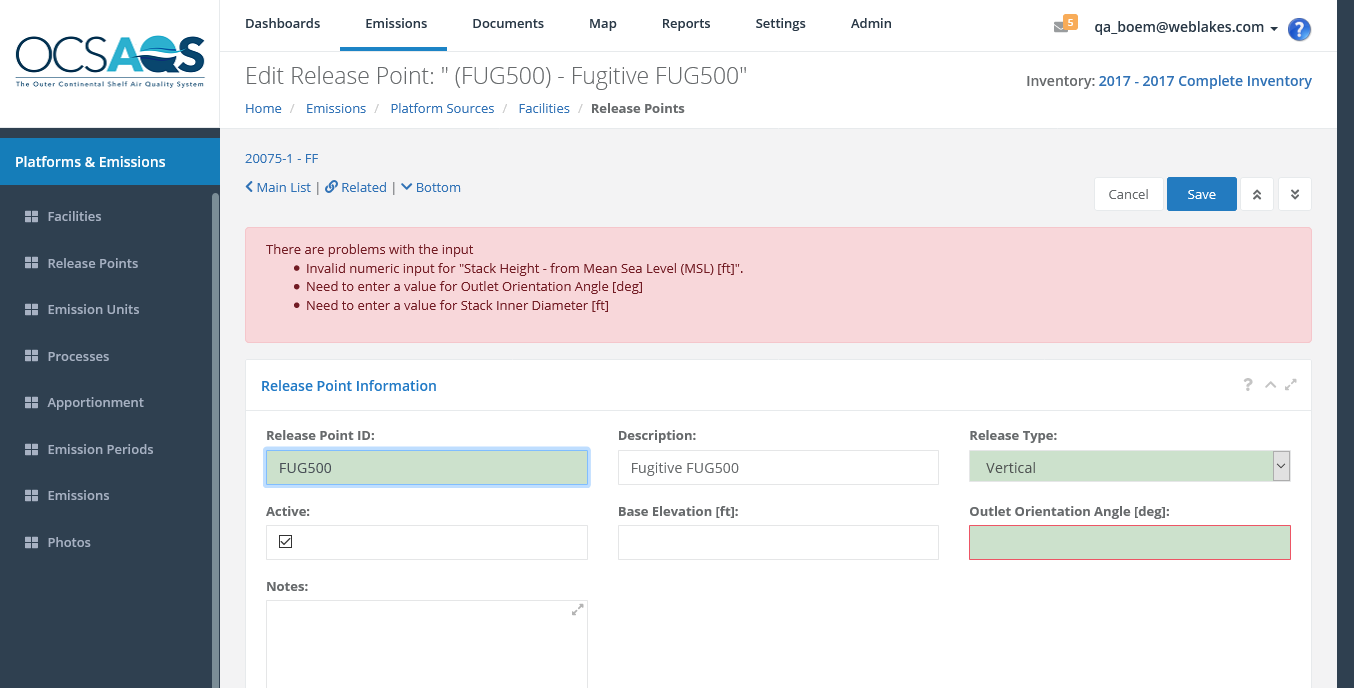 OCSAQS
The Outer Continental Shelf Air Quality System
Dashboards Emissions Documents Map Reports Settings Admin
5 qa_boem@weblakes.com ?
Edit Release Point: " (FUG500) - Fugitive FUG500"
Inventory: 2017 - 2017 Complete Inventory
Home / Emissions / Platform Sources / Facilities / Release Points
Platforms & Emissions
Facilities
Release Points
Emission Units
Processes
Apportionment
Emission Periods
Emissions
Photos
20075-1 - FF
Main List | Related | Bottom
Cancel Save
There are problems with the input
• Invalid numeric input for "Stack Height - from Mean Sea Level (MSL) [ft]".
• Need to enter a value for Outlet Orientation Angle [deg]
• Need to enter a value for Stack Inner Diameter [ft]
Release Point Information ?
Release Point ID: Description: Release Type:
FUG500 Fugitive FUG500 Vertical
Active: Base Elevation [ft]: Outlet Orientation Angle [deg]:
Notes: